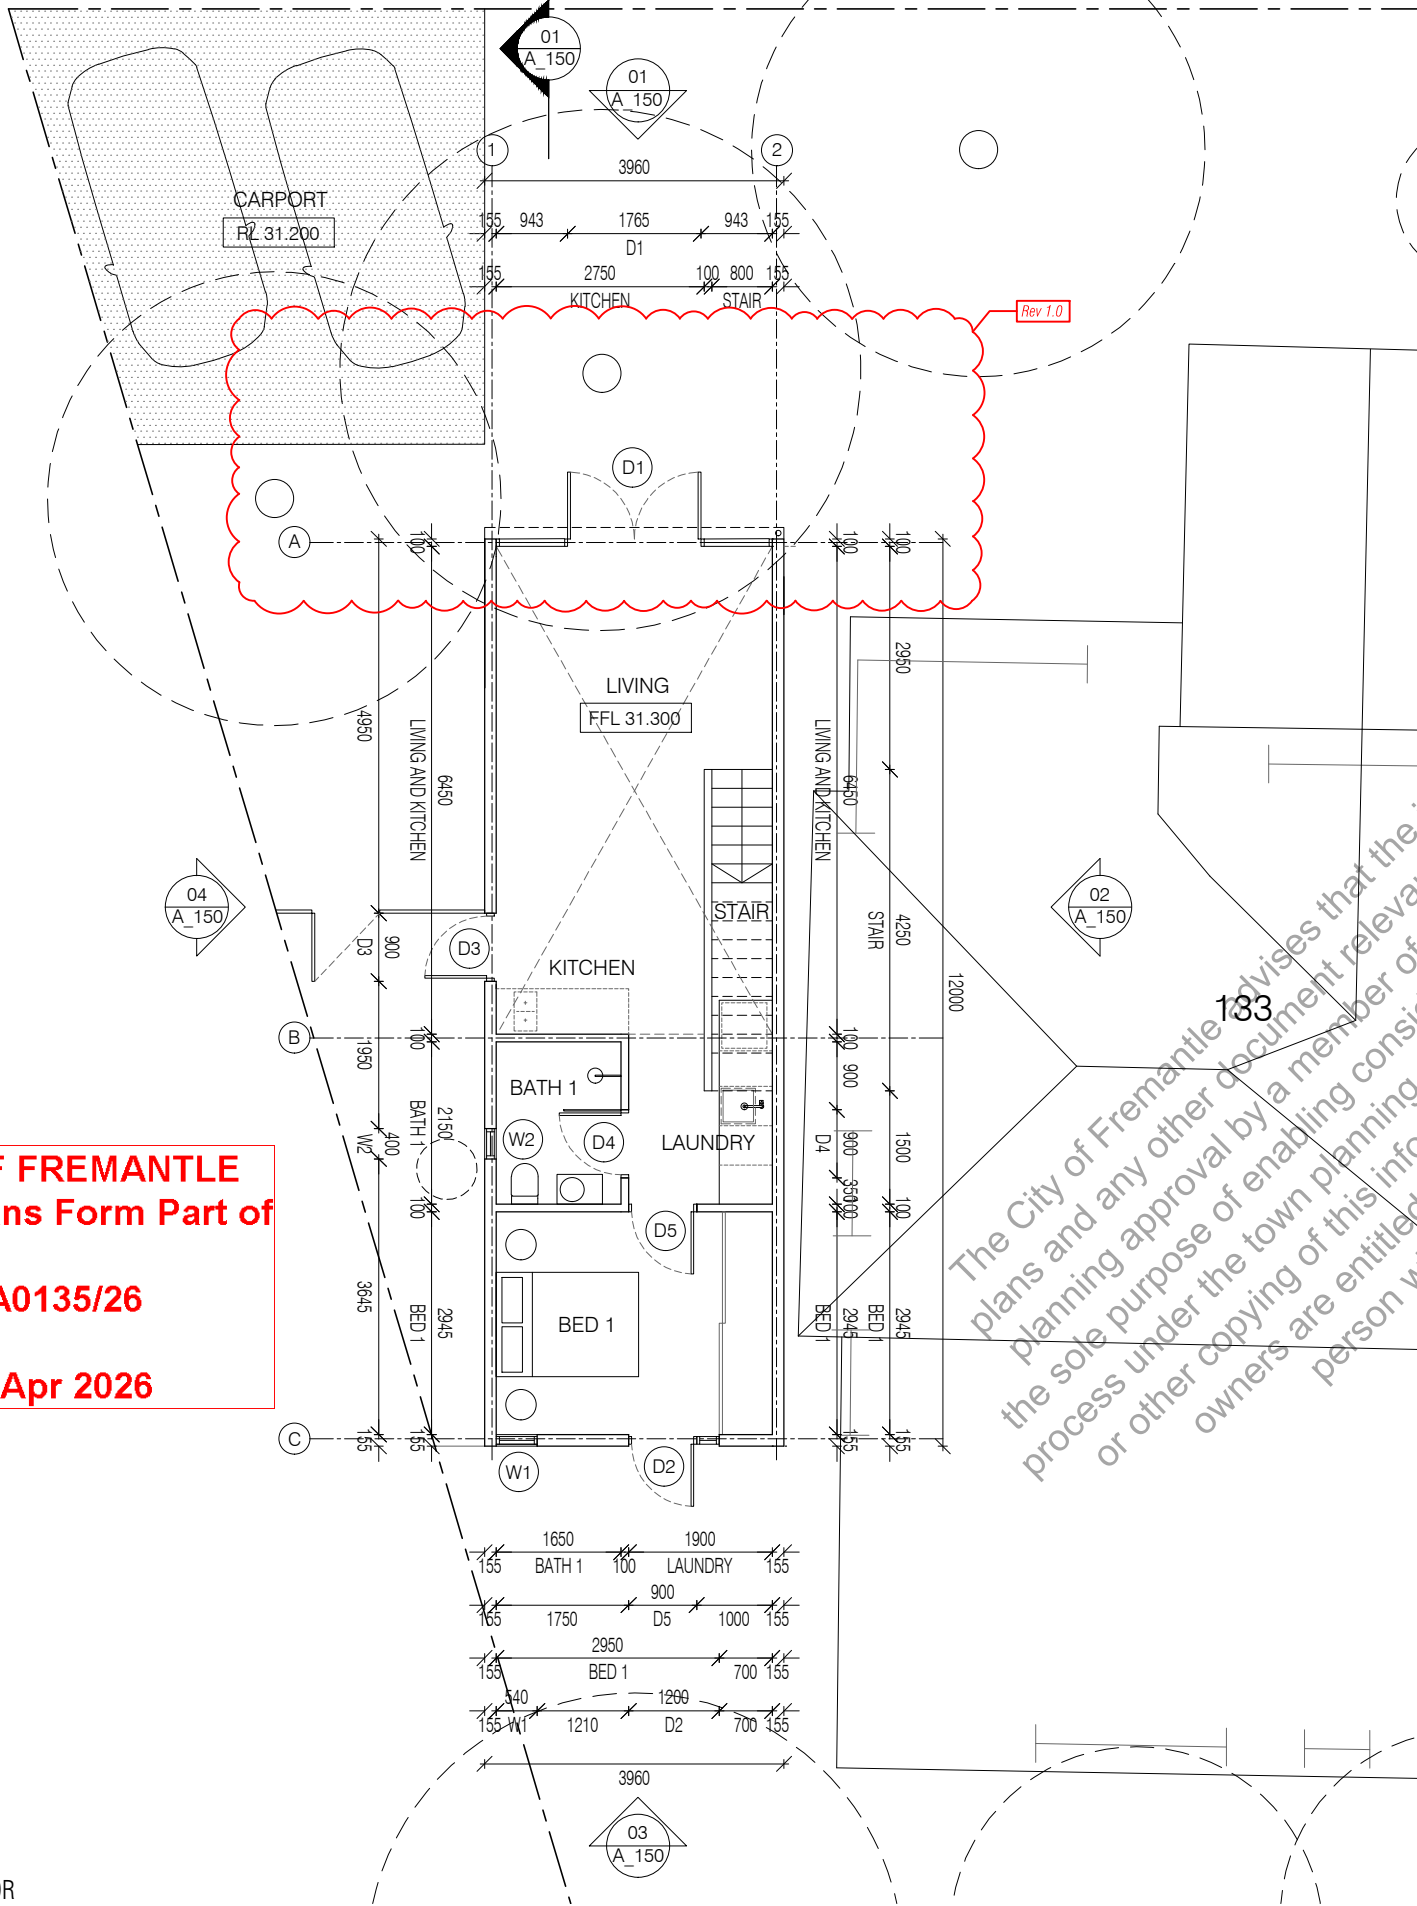 01
A_150
01
A_150
1
2
3960
CARPORT
RL 31.200
155 943 1765 943 155
D1
155 2750 100 800 155
KITCHEN STAIR
Rev 1.0
D1
A
100
100
100
2950
LIVING
FFL 31.300
4950
LIVING AND KITCHEN
6450
LIVING AND KITCHEN
6450
04
A_150
STAIR
STAIR
4250
02
A_150
D3
900
D3
KITCHEN
12000
133
B
100
100
1950
900
BATH 1
BATH 1
2150
W2
400
W2
D4
LAUNDRY
D4
900
1500
350
100
100
100
D5
3645
BED 1
2945
BED 1
BED 1
2945
BED 1
2945
FREMANTLE
Form Part of
A0135/26
Apr 2026
C
155
155
155
155
W1
D2
1650 1900
155 BATH 1 100 LAUNDRY 155
900
155 1750 D5 1000 155
2950
155 BED 1 700 155
540 1200
155 W1 1210 D2 700 155
3960
03
A_150
The City of Fremantle advises that the
plans and any other document
planning approval by a member of
the sole purpose of enabling
process under the town planning
or other copying of this
owners are entitled
person